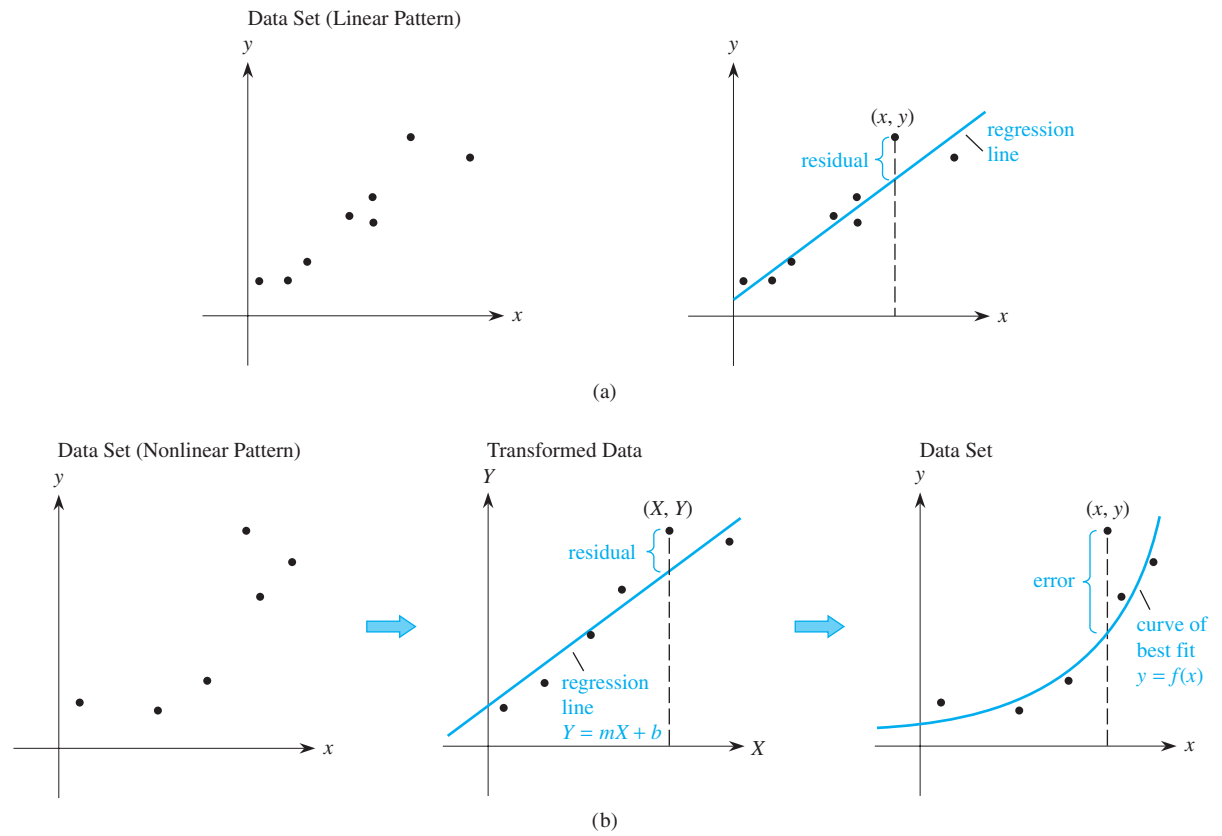 Data Set (Linear Pattern)
y
x
y
(x, y)
residual
regression
line
x
(a)
Data Set (Nonlinear Pattern)
y
x
Transformed Data
Y
(X, Y)
residual
regression
line
Y = mX + b
X
Data Set
y
(x, y)
error
curve of
best fit
y = f(x)
x
(b)